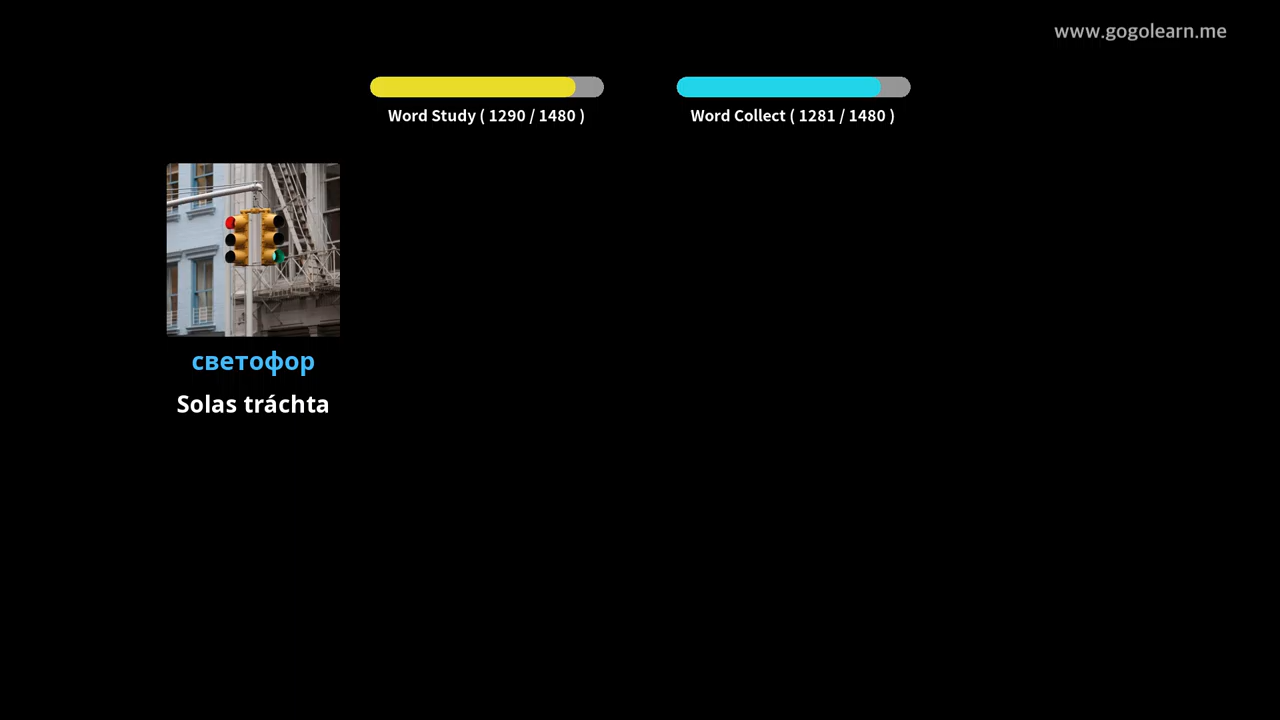 www.gogolearn.me
Word Study ( 1290 / 1480 )
Word Collect ( 1281 / 1480 )
светофор
Solas tráchta